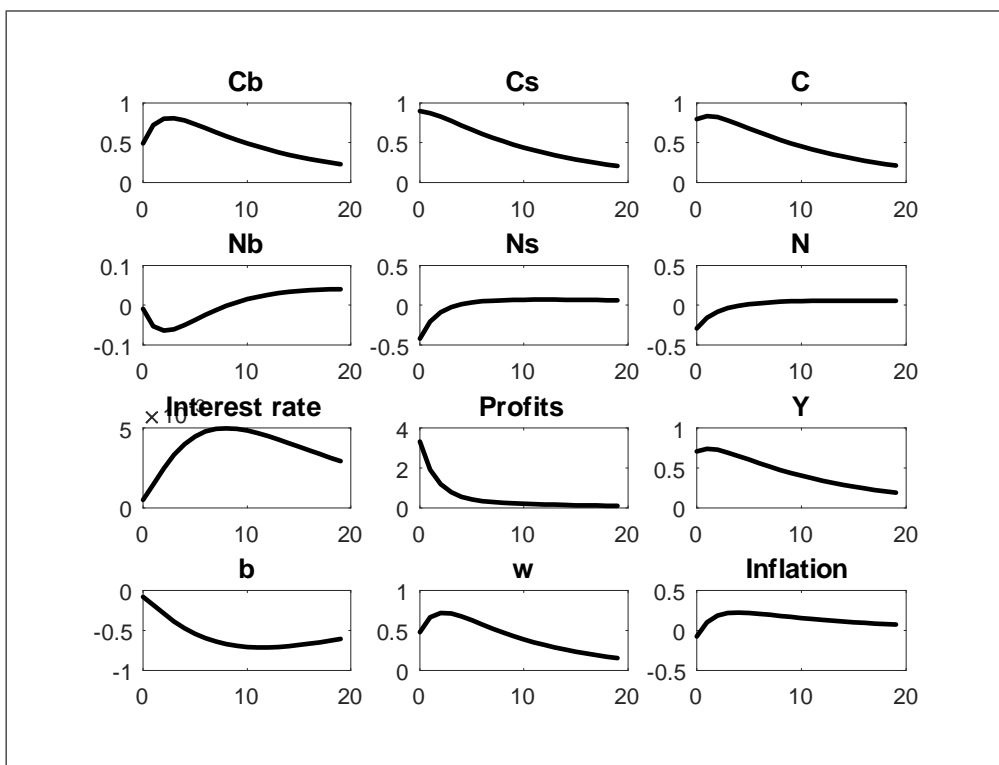 Cb Cs C
1 1 1
0.5 0.5 0.5
0 0 0
0 10 20 0 10 20 0 10 20
Nb Ns N
0.1 0.5 0.5
0 0 0
-0.1 -0.5 -0.5
0 10 20 0 10 20 0 10 20
Interest rate Profits Y
5 4 1
2 0.5
0 0 0
0 10 20 0 10 20 0 10 20
b w Inflation
0 1 0.5
-0.5 0.5 0
-1 0 -0.5
0 10 20 0 10 20 0 10 20